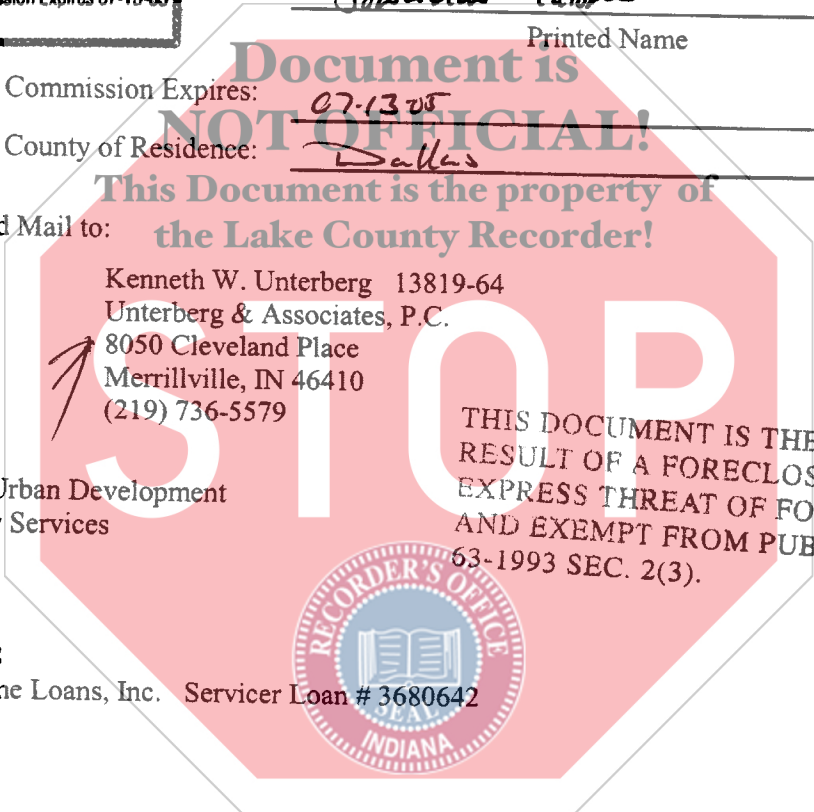 Printed Name
Document is
Commission Expires: 07-13-05
NOT OFFICIAL!
County of Residence: Dallas
This Document is the property of
d Mail to:
the Lake County Recorder!
Kenneth W. Unterberg 13819-64
Unterberg & Associates, P.C.
8050 Cleveland Place
Merrillville, IN 46410
(219) 736-5579
STOP
THIS DOCUMENT IS THE
RESULT OF A FORECLOS
EXPRESS THREAT OF FO
AND EXEMPT FROM PUB
63-1993 SEC. 2(3).
Urban Development
Services
RECORDER'S OFFICE
SEAL
INDIANA
ne Loans, Inc. Servicer Loan # 3680642